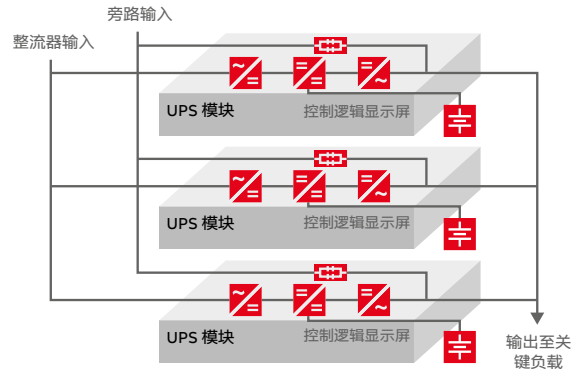 旁路输入
整流器输入
UPS 模块
控制逻辑显示屏
UPS 模块
控制逻辑显示屏
UPS 模块
控制逻辑显示屏
输出至关
键负载